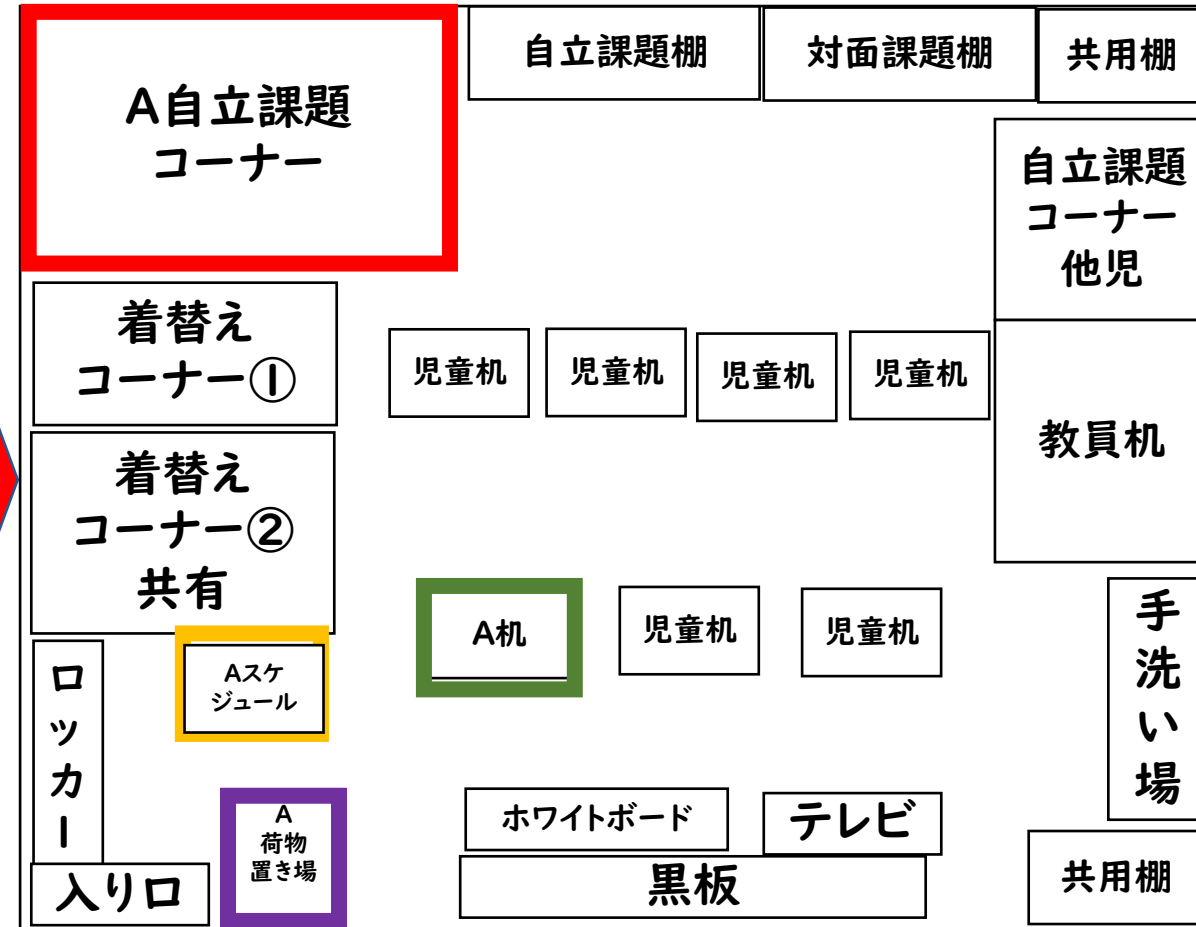 A自立課題
コーナー
自立課題棚
対面課題棚
共用棚
自立課題
コーナー
他児
着替え
コーナー①
児童机
児童机
児童机
児童机
教員机
着替え
コーナー②
共有
A机
児童机
児童机
手
洗
い
場
ロ
ッ
カ
ー
Aスケ
ジュール
A
荷物
置き場
ホワイトボード
テレビ
黒板
入り口
共用棚